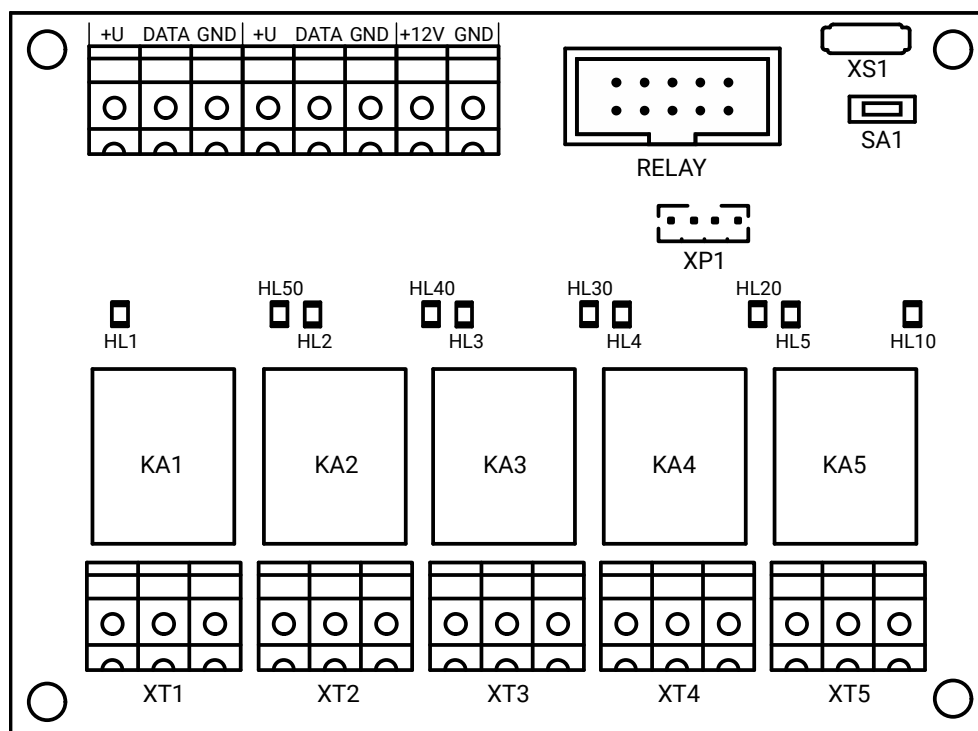 +U DATA GND +U DATA GND +12V GND
XS1
SA1
RELAY
XP1
HL50 HL40 HL30 HL20
HL1 HL2 HL3 HL4 HL5 HL10
KA1 KA2 KA3 KA4 KA5
XT1 XT2 XT3 XT4 XT5